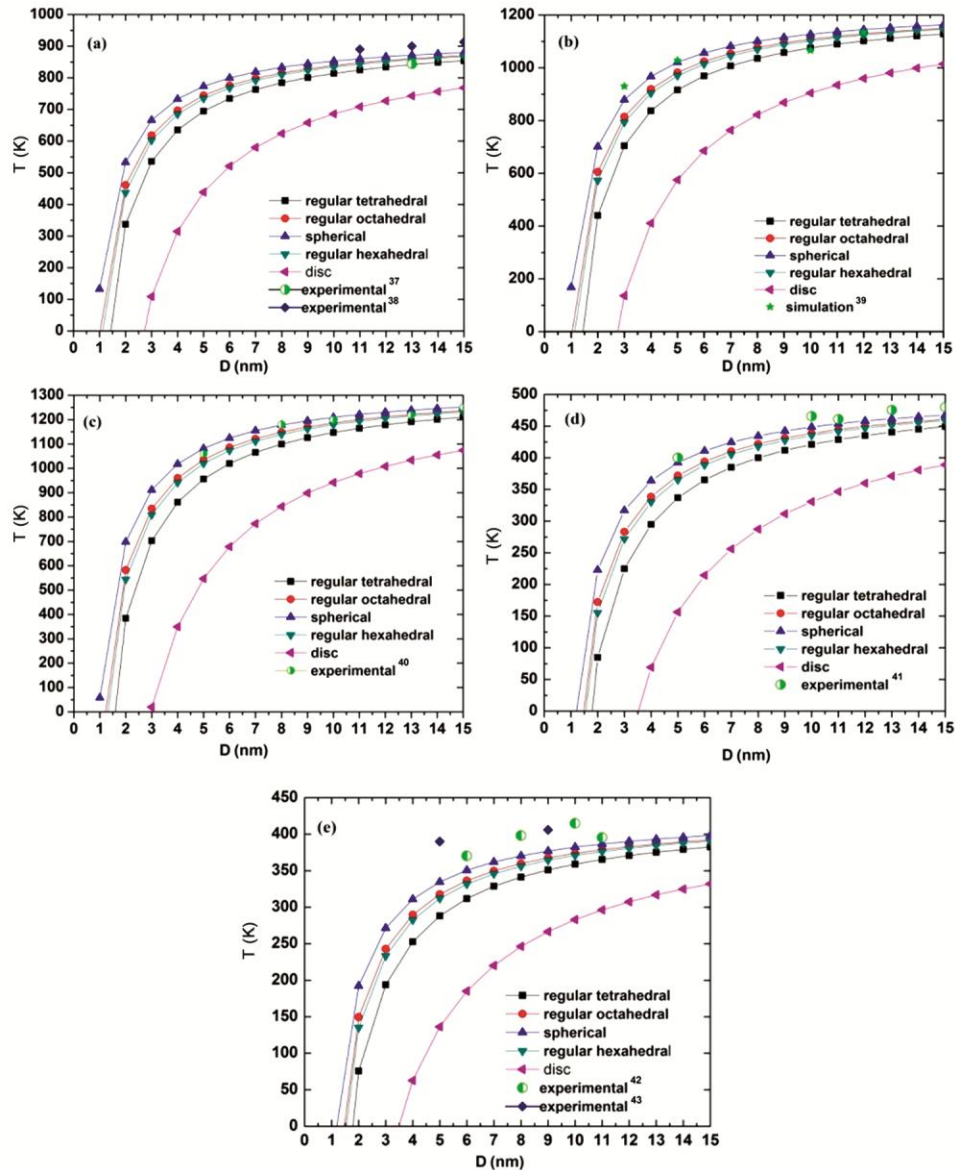 (a)
T (K)
1000
900
800
700
600
500
400
300
200
100
0
regular tetrahedral
regular octahedral
spherical
regular hexahedral
disc
experimental 37
experimental 38
0 1 2 3 4 5 6 7 8 9 10 11 12 13 14 15
D (nm)
(b)
T (K)
1200
1000
800
600
400
200
0
regular tetrahedral
regular octahedral
spherical
regular hexahedral
disc
simulation 39
0 1 2 3 4 5 6 7 8 9 10 11 12 13 14 15
D (nm)
(c)
T (K)
1300
1200
1100
1000
900
800
700
600
500
400
300
200
100
0
regular tetrahedral
regular octahedral
spherical
regular hexahedral
disc
experimental 40
0 1 2 3 4 5 6 7 8 9 10 11 12 13 14 15
D (nm)
(d)
T (K)
500
450
400
350
300
250
200
150
100
50
0
regular tetrahedral
regular octahedral
spherical
regular hexahedral
disc
experimental 41
0 1 2 3 4 5 6 7 8 9 10 11 12 13 14 15
D (nm)
(e)
T (K)
450
400
350
300
250
200
150
100
50
0
regular tetrahedral
regular octahedral
spherical
regular hexahedral
disc
experimental 42
experimental 43
0 1 2 3 4 5 6 7 8 9 10 11 12 13 14 15
D (nm)